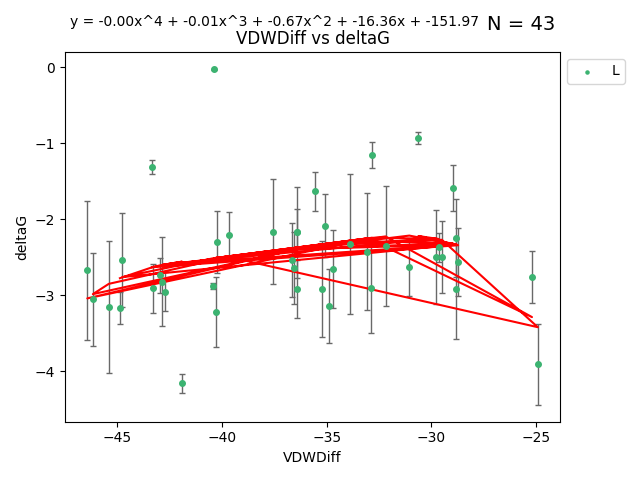 y = -0.00x^4 + -0.01x^3 + -0.67x^2 + -16.36x + -151.97 N = 43
VDWDiff vs deltaG
L
deltaG
0
−1
−2
−3
−4
−45 −40 −35 −30 −25
VDWDiff